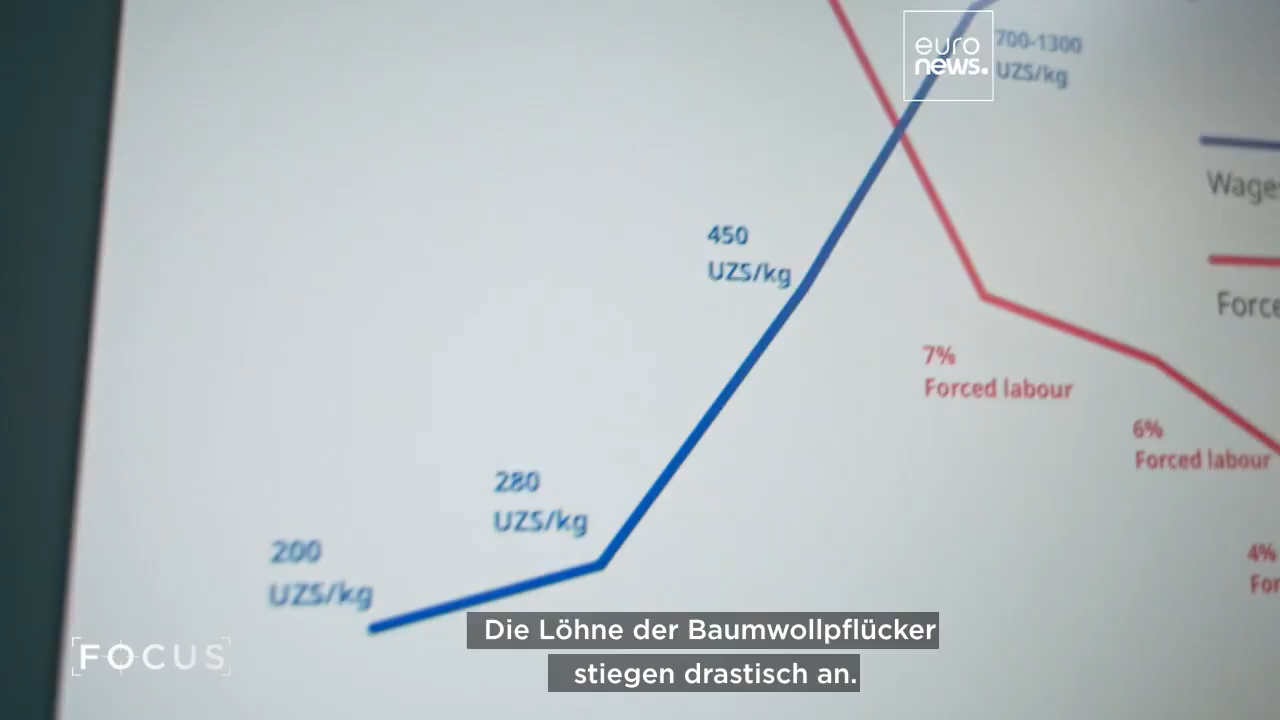 euro
news.
700-1300
UZS/kg
Wages
450
UZS/kg
7%
Forced labour
6%
Forced labour
280
UZS/kg
200
UZS/kg
4%
FOCUS
Die Löhne der Baumwollpflücker
stiegen drastisch an.